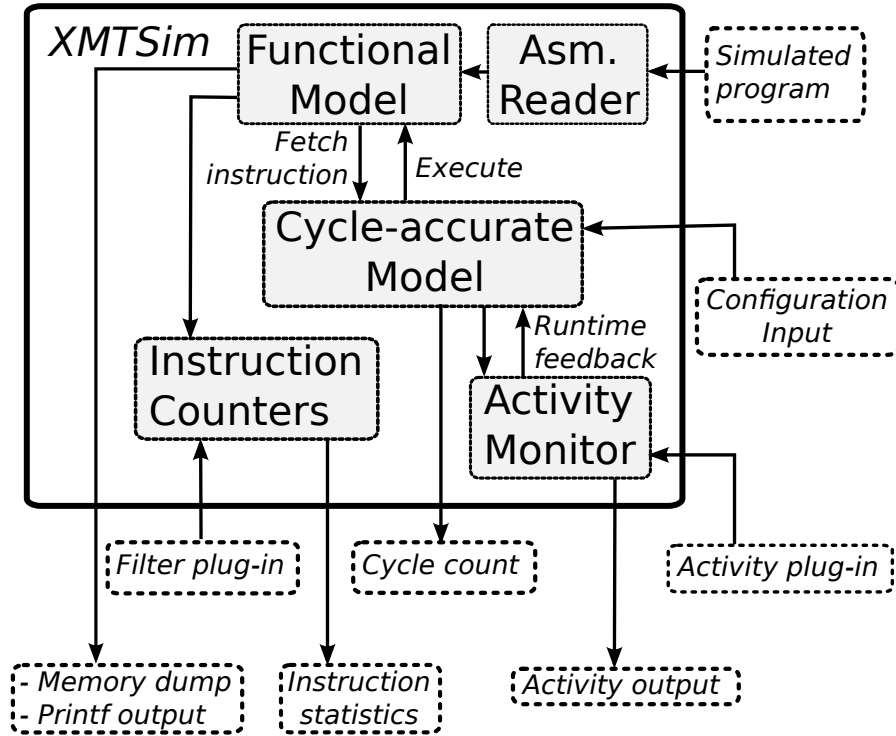 XMTSim
Functional
Model
Asm.
Reader
Simulated
program
Fetch
instruction
Execute
Cycle-accurate
Model
Configuration
Input
Runtime
feedback
Instruction
Counters
Activity
Monitor
Filter plug-in
Cycle count
Activity plug-in
- Memory dump
- Printf output
Instruction
statistics
Activity output